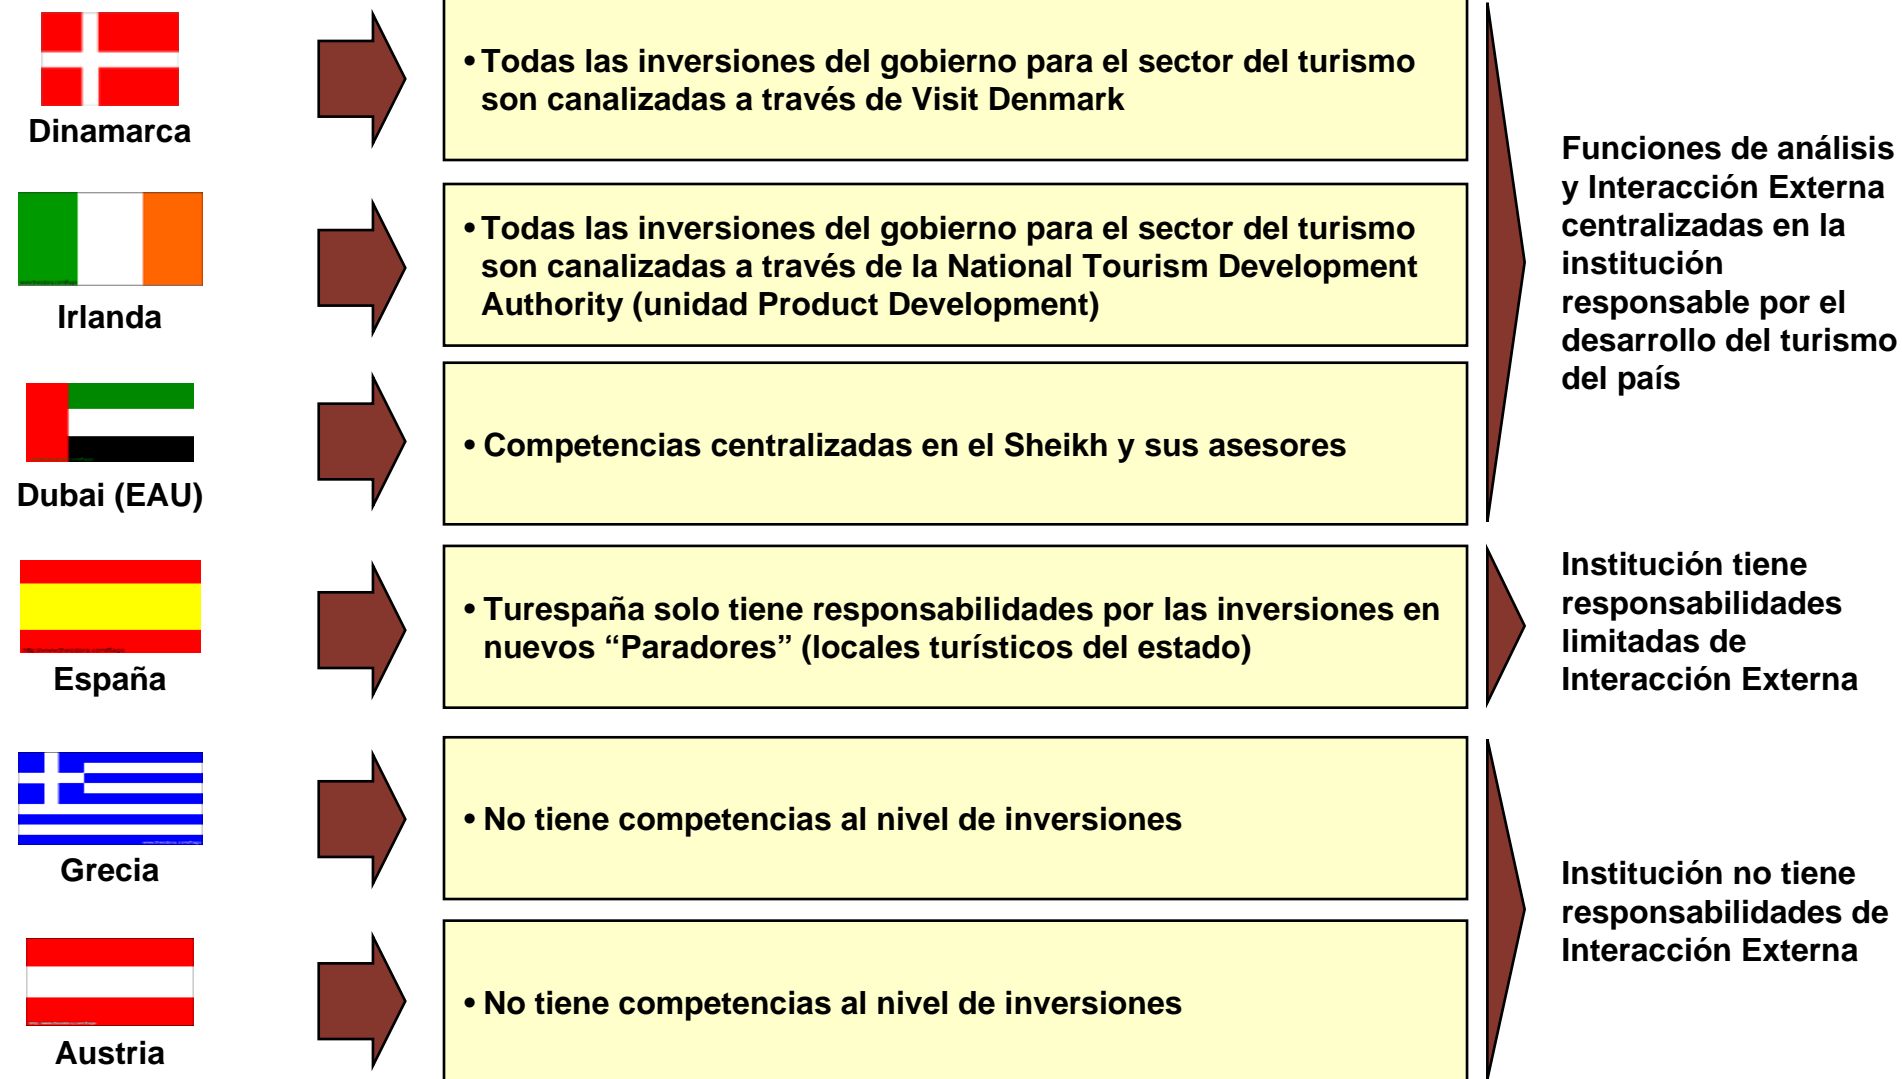 Dinamarca
• Todas las inversiones del gobierno para el sector del turismo
son canalizadas a través de Visit Denmark
Irlanda
• Todas las inversiones del gobierno para el sector del turismo
son canalizadas a través de la National Tourism Development
Authority (unidad Product Development)
Dubai (EAU)
• Competencias centralizadas en el Sheikh y sus asesores
Funciones de análisis
y Interacción Externa
centralizadas en la
institución
responsable por el
desarrollo del turismo
del país
España
• Turespaña solo tiene responsabilidades por las inversiones en
nuevos “Paradores” (locales turísticos del estado)
Institución tiene
responsabilidades
limitadas de
Interacción Externa
Grecia
• No tiene competencias al nivel de inversiones
Austria
• No tiene competencias al nivel de inversiones
Institución no tiene
responsabilidades de
Interacción Externa